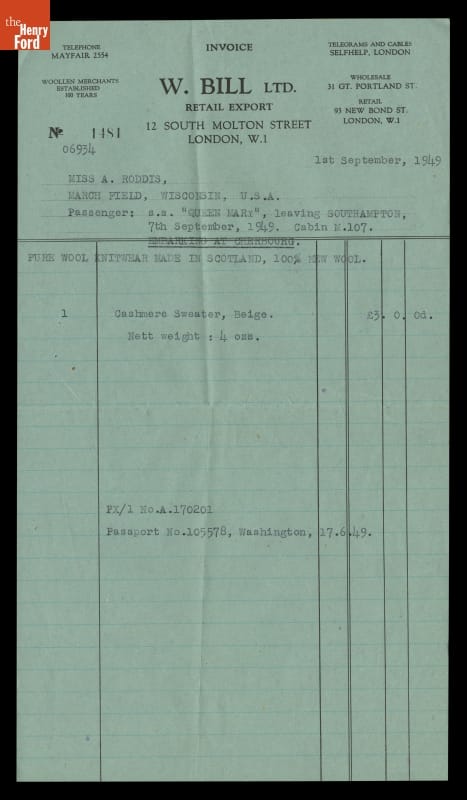 the
Henry
Ford
TELEPHONE
MAYFAIR 2554
INVOICE
TELEGRAMS AND CABLES
SELFHELP, LONDON
WOOLLEN MERCHANTS
ESTABLISHED
100 YEARS
W. BILL LTD.
RETAIL EXPORT
WHOLESALE
31 GT. PORTLAND ST.
RETAIL
93 NEW BOND ST.
LONDON, W.1
No 1481
06934
12 SOUTH MOLTON STREET
LONDON, W.1
1st September, 1949
MISS A. RODDIS,
MARCH FIELD, WISCONSIN, U.S.A.
Passenger: s.s. "QUEEN MARY", leaving SOUTHAMPTON,
7th September, 1949. Cabin M.107.
EMBARKING AT CHERBOURG.
PURE WOOL KNITWEAR MADE IN SCOTLAND, 100% NEW WOOL.
1 Cashmere Sweater, Beige. £3. 0. 0d.
Nett weight : 4 ozs.
PX/1 No.A.170201
Passport No.105578, Washington, 17.6.49.